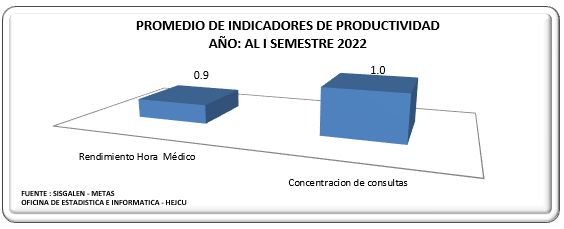 PROMEDIO DE INDICADORES DE PRODUCTIVIDAD
AÑO: AL I SEMESTRE 2022
0.9
1.0
Rendimiento Hora Médico
Concentracion de consultas
FUENTE : SISGALEN - METAS
OFICINA DE ESTADISTICA E INFORMATICA - HEJCU